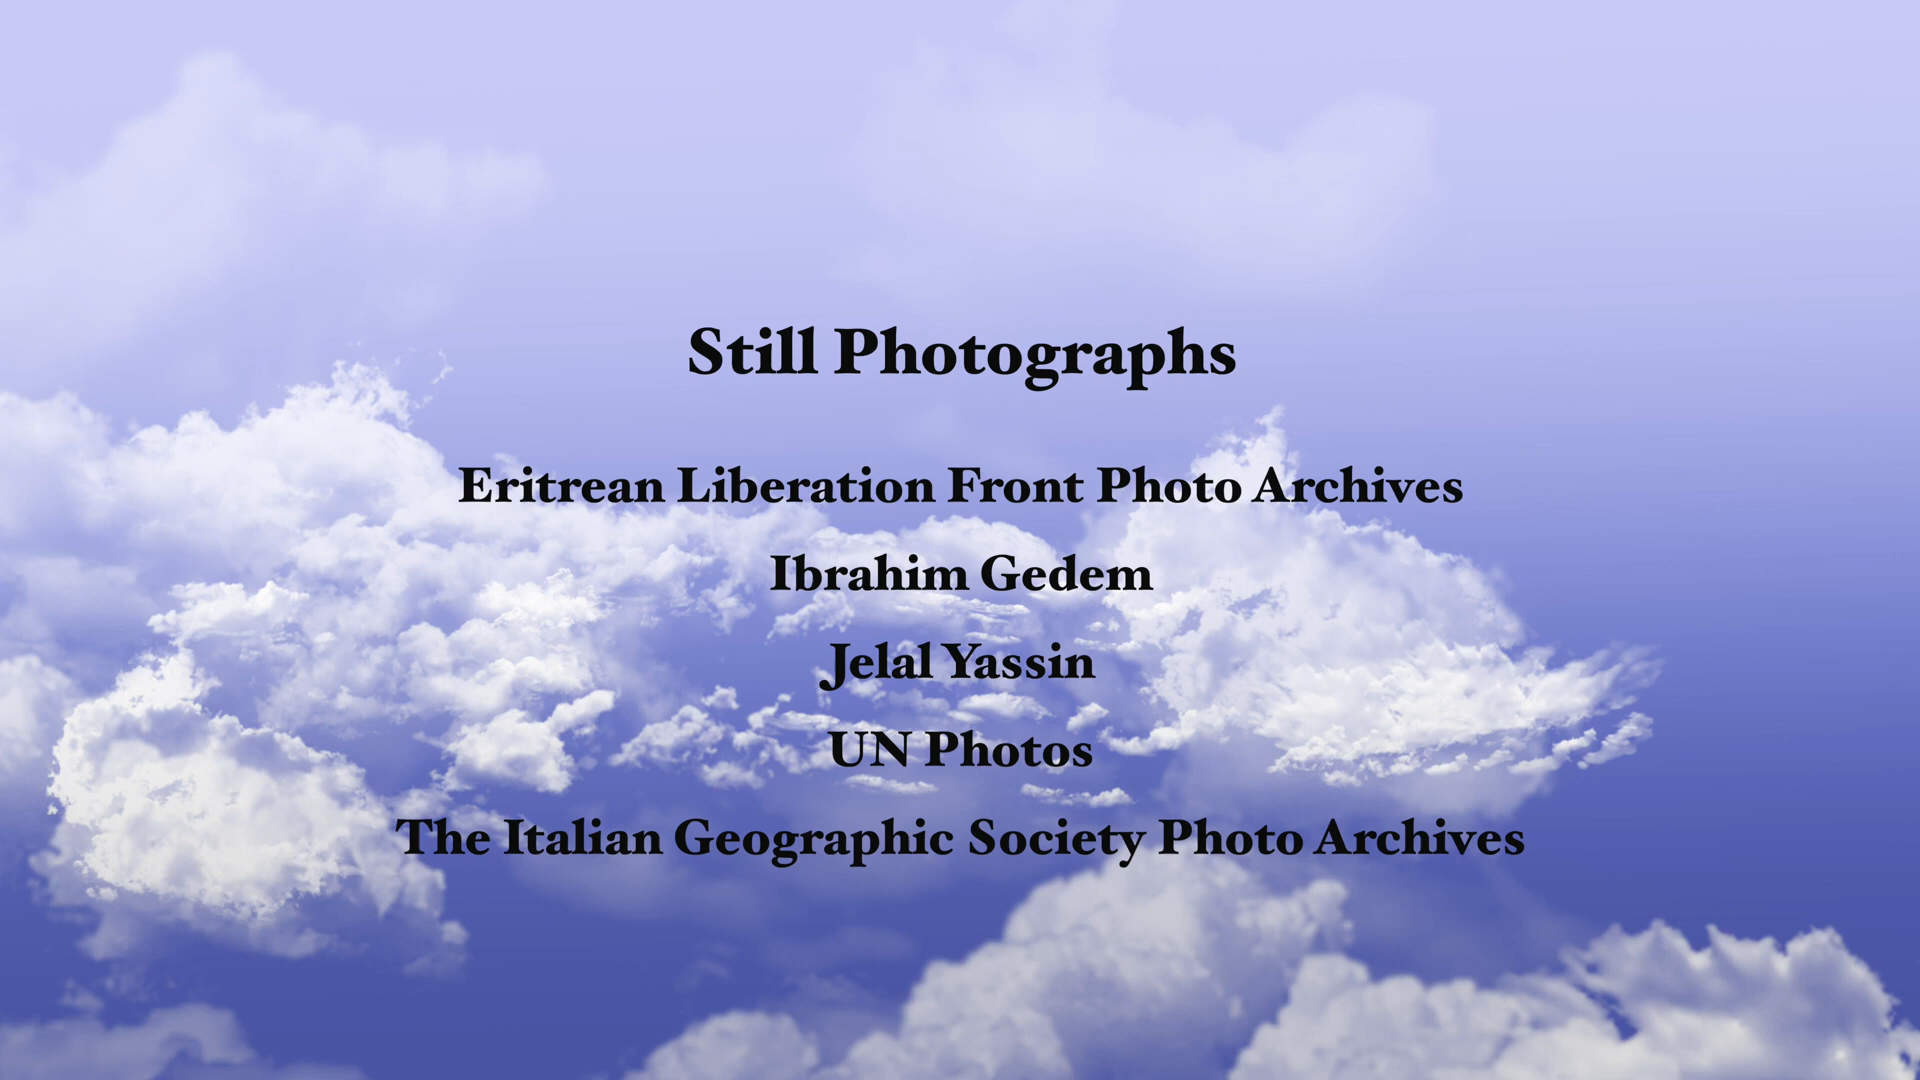 Still Photographs
Eritrean Liberation Front Photo Archives
Ibrahim Gedem
Jelal Yassin
UN Photos
The Italian Geographic Society Photo Archives